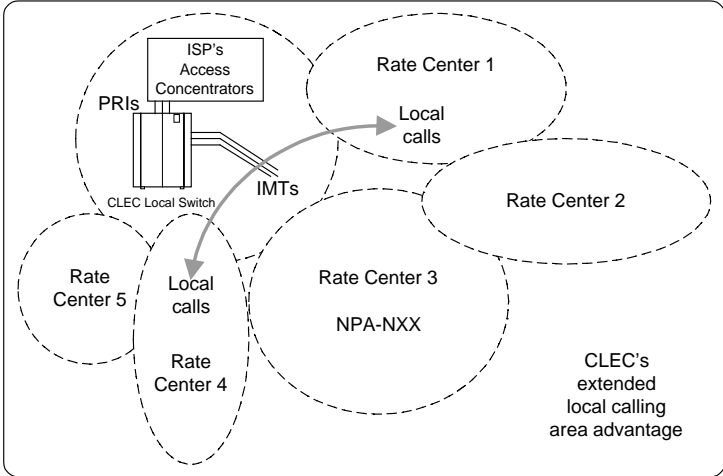 ISP's
Access
Concentrators
PRIs
CLEC Local Switch
IMTs
Rate Center 1
Local
calls
Rate Center 2
Rate Center 3
NPA-NXX
Rate
Center 5
Local
calls
Rate
Center 4
CLEC's
extended
local calling
area advantage